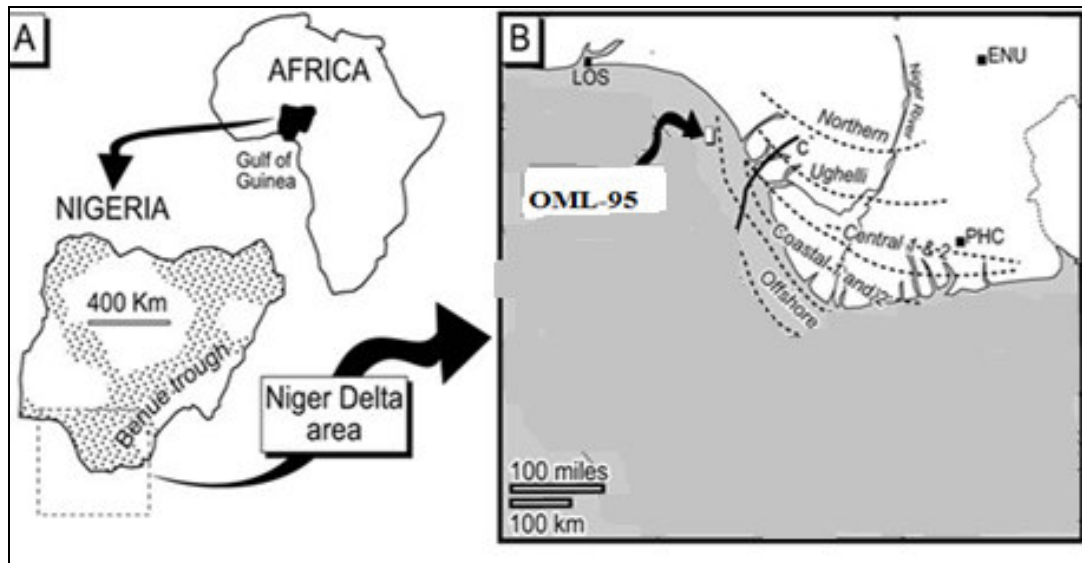 A
AFRICA
Gulf of
Guinea
NIGERIA
400 Km
Benue trough
Niger Delta
area
B
LOS
ENU
Niger River
Northern
C
Ughelli
OML-95
Central 1-&-2
PHC
Coastal-1 and/2
Offshore
100 miles
100 km